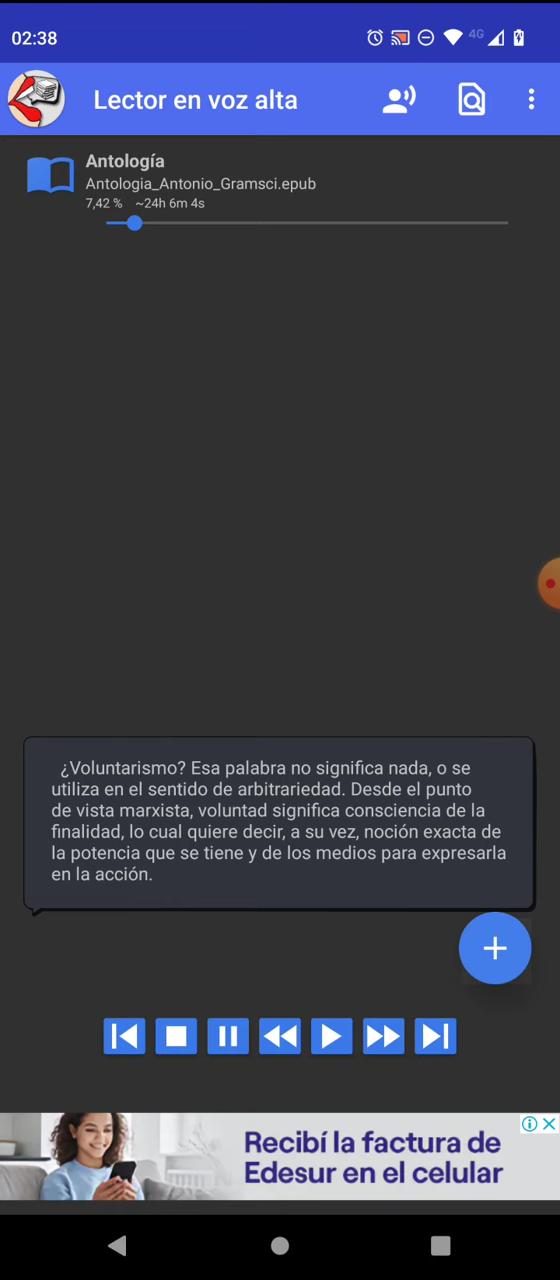 02:38
4G
Lector en voz alta
Antología
Antologia_Antonio_Gramsci.epub
7,42 % ~24h 6m 4s
¿Voluntarismo? Esa palabra no significa nada, o se
utiliza en el sentido de arbitrariedad. Desde el punto
de vista marxista, voluntad significa consciencia de la
finalidad, lo cual quiere decir, a su vez, noción exacta de
la potencia que se tiene y de los medios para expresarla
en la acción.
Recibí la factura de
Edesur en el celular